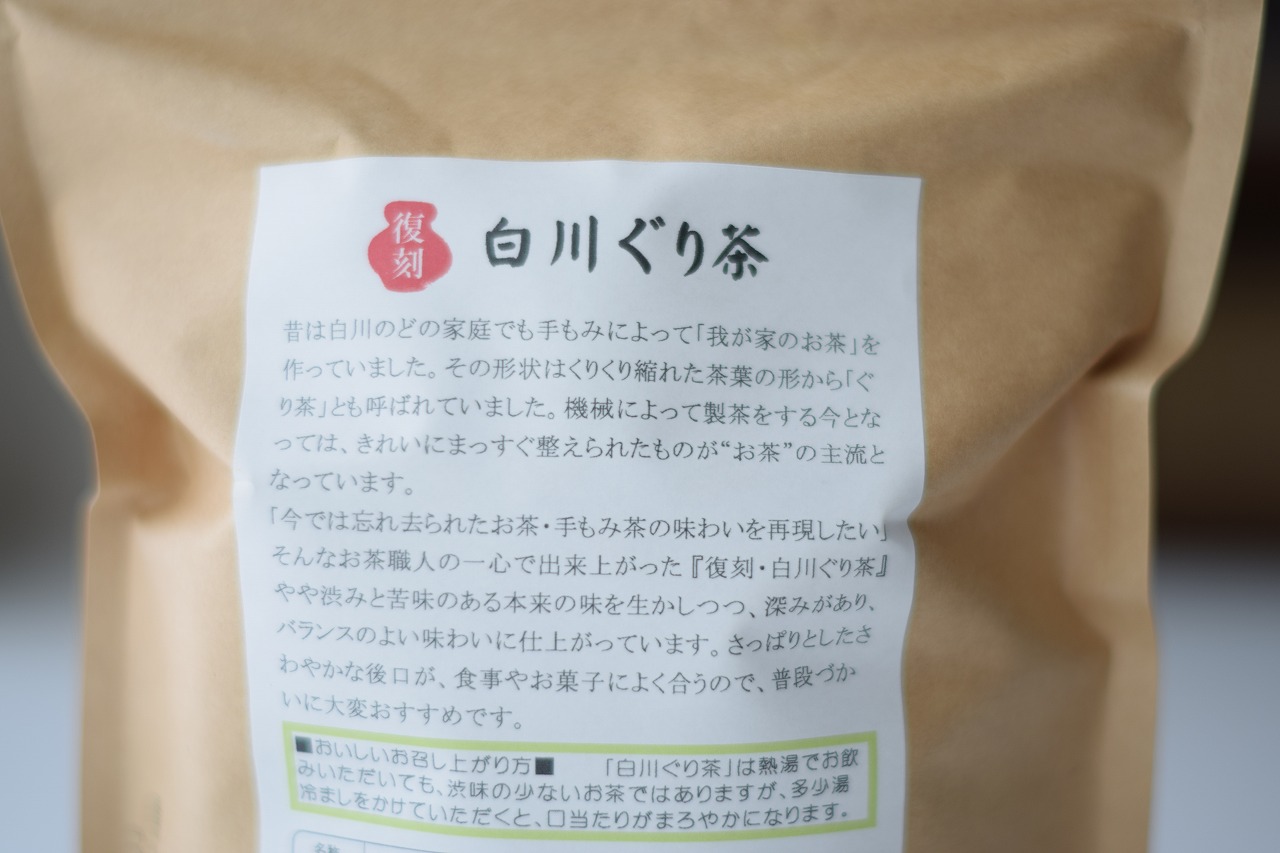 復刻
白川ぐり茶
昔は白川のどの家庭でも手もみによって「我が家のお茶」を
作っていました。その形状はくりくり縮れた茶葉の形から「ぐ
り茶」とも呼ばれていました。機械によって製茶をする今とな
っては、きれいにまっすぐ整えられたものが“お茶”の主流と
なっています。
「今では忘れ去られたお茶・手もみ茶の味わいを再現したい」
そんなお茶職人の一心で出来上がった『復刻・白川ぐり茶』
やや渋みと苦味のある本来の味を生かしつつ、深みがあり、
バランスのよい味わいに仕上がっています。さっぱりとしたさ
わやかな後口が、食事やお菓子によく合うので、普段づか
いに大変おすすめです。
■おいしいお召し上がり方■　「白川ぐり茶」は熱湯でお飲
みいただいても、渋味の少ないお茶ではありますが、多少湯
冷ましをかけていただくと、口当たりがまろやかになります。
名称